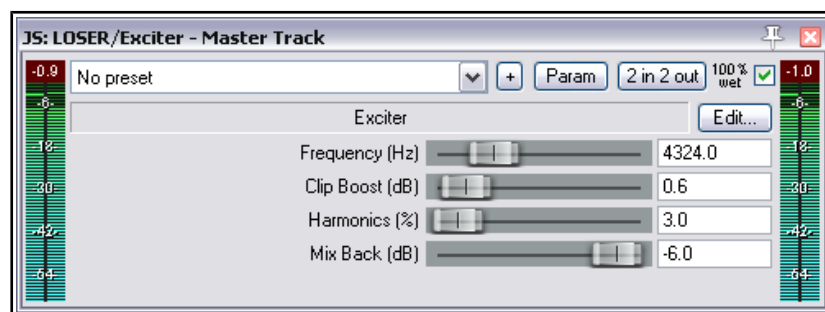 JS: LOSER/Exciter - Master Track
-0.9 No preset + Param 2 in 2 out 100% wet -1.0
-6- Exciter Edit... -6-
-18- Frequency (Hz) 4324.0 -18-
-30- Clip Boost (dB) 0.6 -30-
-42- Harmonics (%) 3.0 -42-
Mix Back (dB) -6.0
-54- -54-